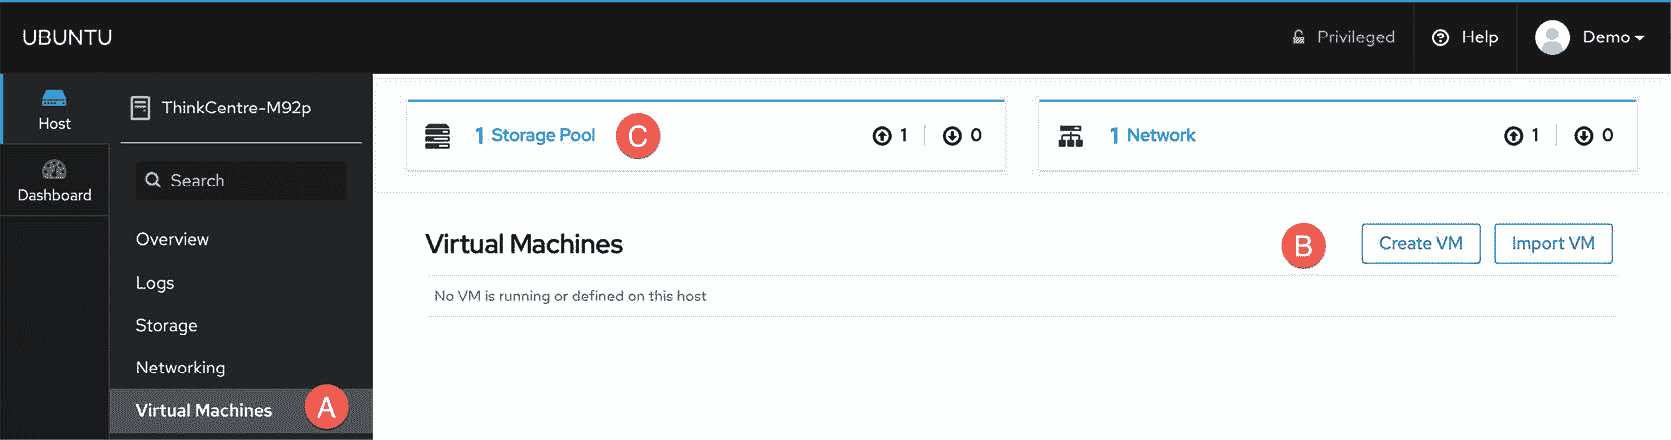 UBUNTU
Privileged
Help
Demo
Host
Dashboard
ThinkCentre-M92p
Search
Overview
Logs
Storage
Networking
Virtual Machines A
1 Storage Pool C 1 0
1 Network 1 0
Virtual Machines B Create VM Import VM
No VM is running or defined on this host